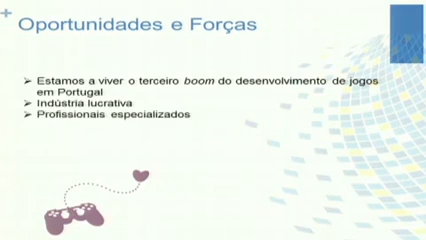 +
Oportunidades e Forças
➢ Estamos a viver o terceiro boom do desenvolvimento de jogos
em Portugal
➢ Indústria lucrativa
➢ Profissionais especializados